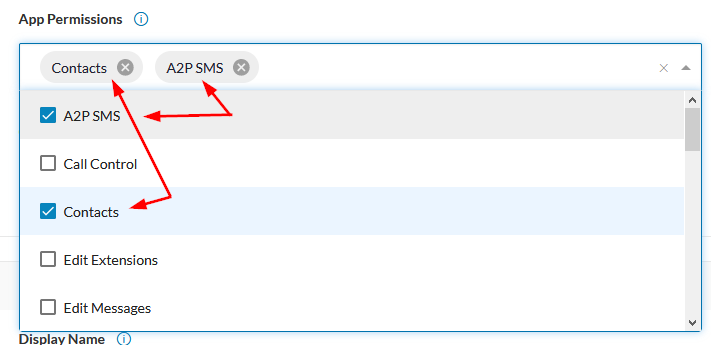 App Permissions
Contacts A2P SMS
A2P SMS
Call Control
Contacts
Edit Extensions
Edit Messages
Display Name